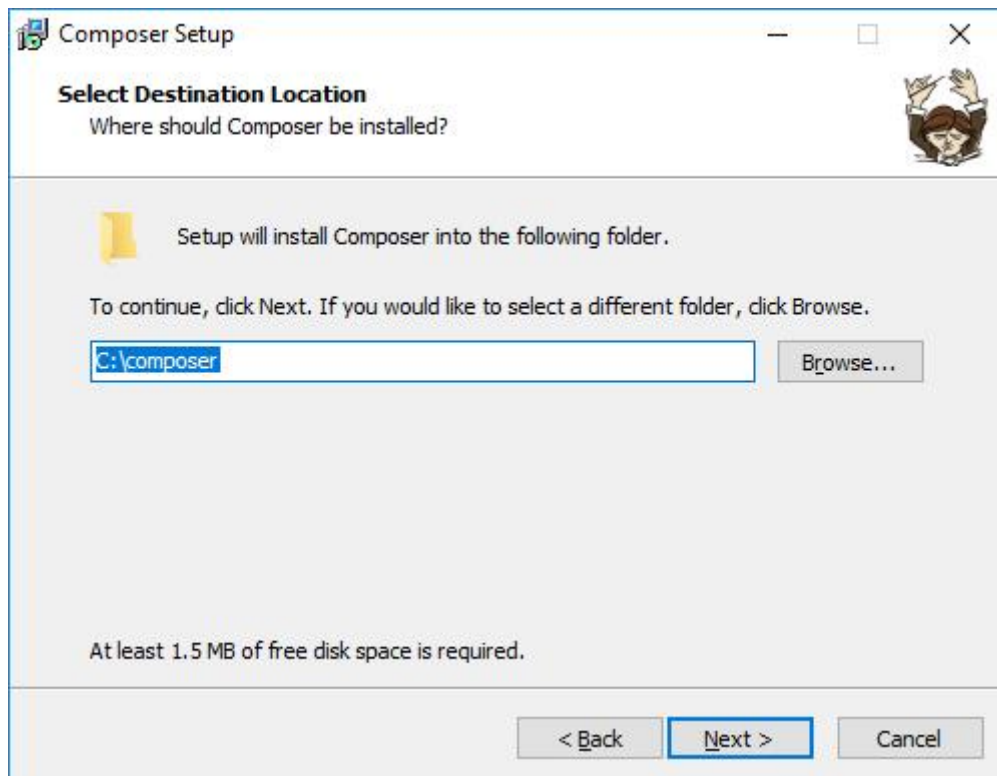 Composer Setup
Select Destination Location
Where should Composer be installed?
Setup will install Composer into the following folder.
To continue, click Next. If you would like to select a different folder, click Browse.
C:\composer
Browse...
At least 1.5 MB of free disk space is required.
< Back
Next >
Cancel